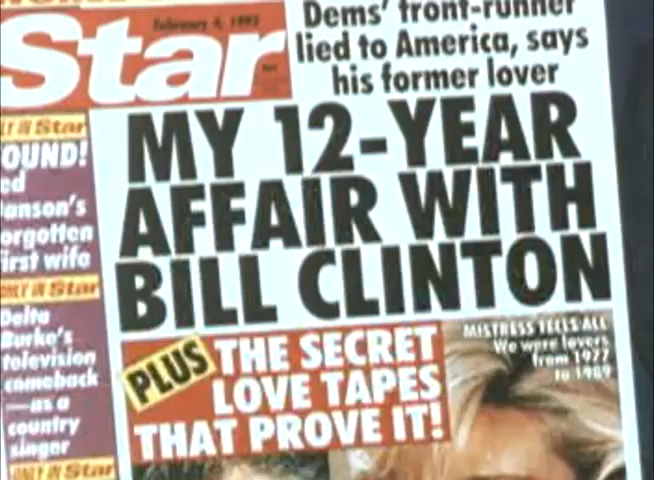 February 4, 1992
Star
Dems' front-runner
lied to America, says
his former lover
MY 12-YEAR
AFFAIR WITH
BILL CLINTON
PLUS
THE SECRET
LOVE TAPES
THAT PROVE IT!
MISTRESS TELLS ALL
We were lovers
from 1977
to 1989
IN Star
OUND!
ed
anson's
orgotten
irst wife
ONLY IN Star
Delta
Burke's
television
comeback
—as a
country
singer
ONLY IN Star